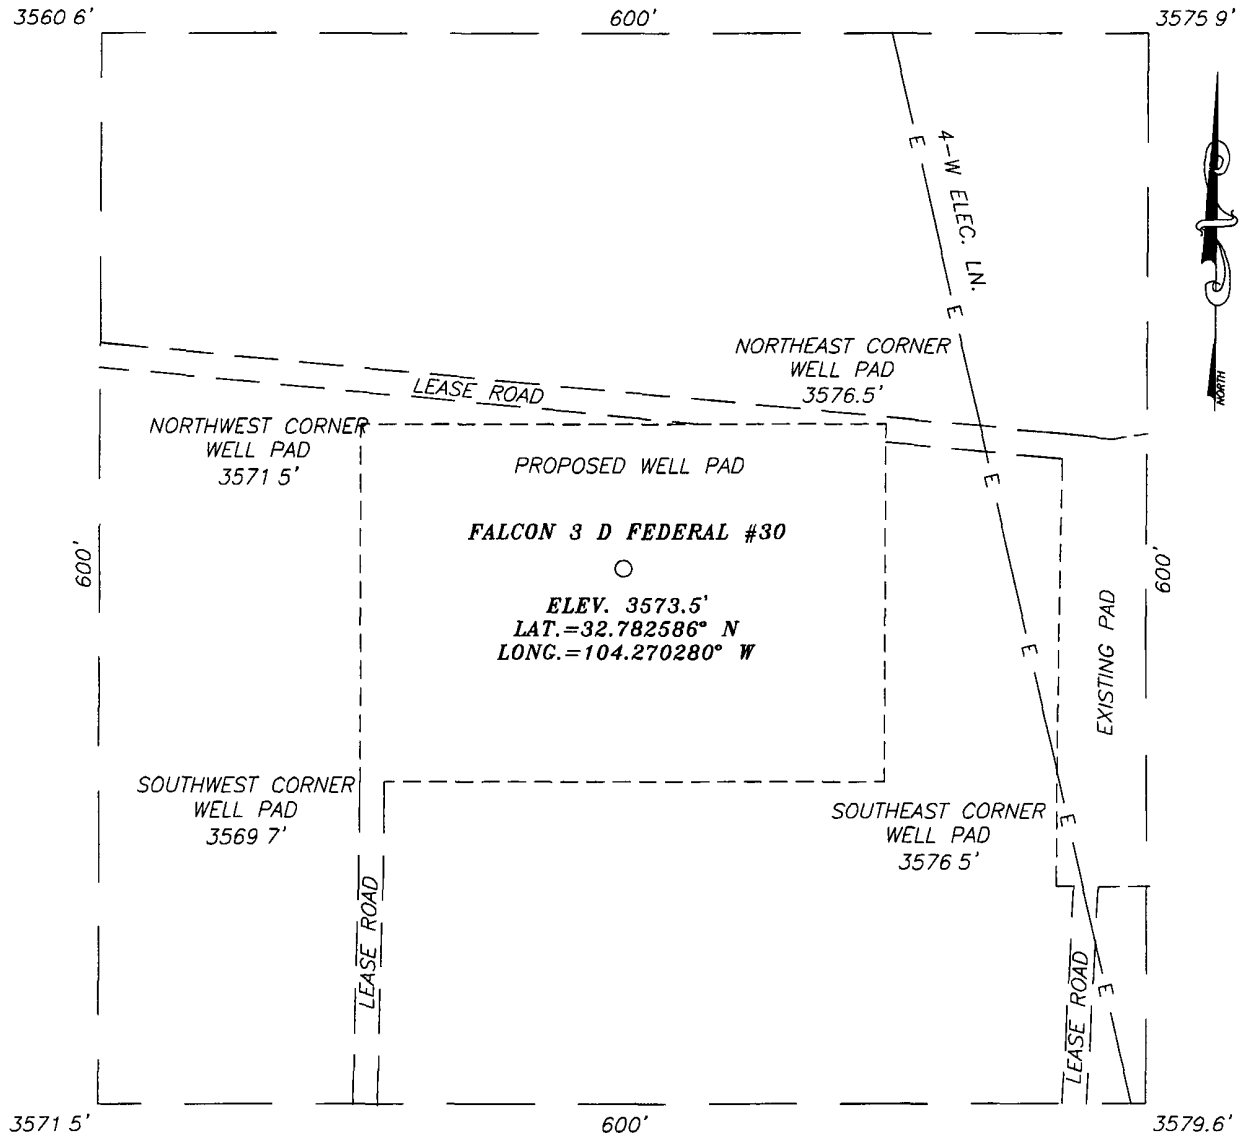 3560 6'
600'
3575 9'
4-W ELEC. LN.
E
E
E
E
E
E
NORTH
NORTHEAST CORNER
WELL PAD
3576.5'
LEASE ROAD
NORTHWEST CORNER
WELL PAD
3571 5'
PROPOSED WELL PAD
FALCON 3 D FEDERAL #30
ELEV. 3573.5'
LAT.=32.782586° N
LONG.=104.270280° W
600'
600'
EXISTING PAD
SOUTHWEST CORNER
WELL PAD
3569 7'
SOUTHEAST CORNER
WELL PAD
3576 5'
LEASE ROAD
LEASE ROAD
3571 5'
600'
3579.6'